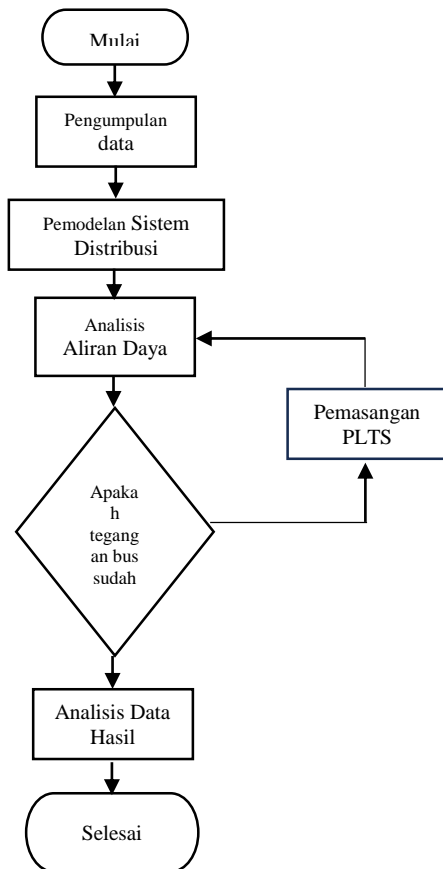 Mulai
Pengumpulan
data
Pemodelan Sistem
Distribusi
Analisis
Aliran Daya
Pemasangan
PLTS
Apaka
h
tegang
an bus
sudah
Analisis Data
Hasil
Selesai